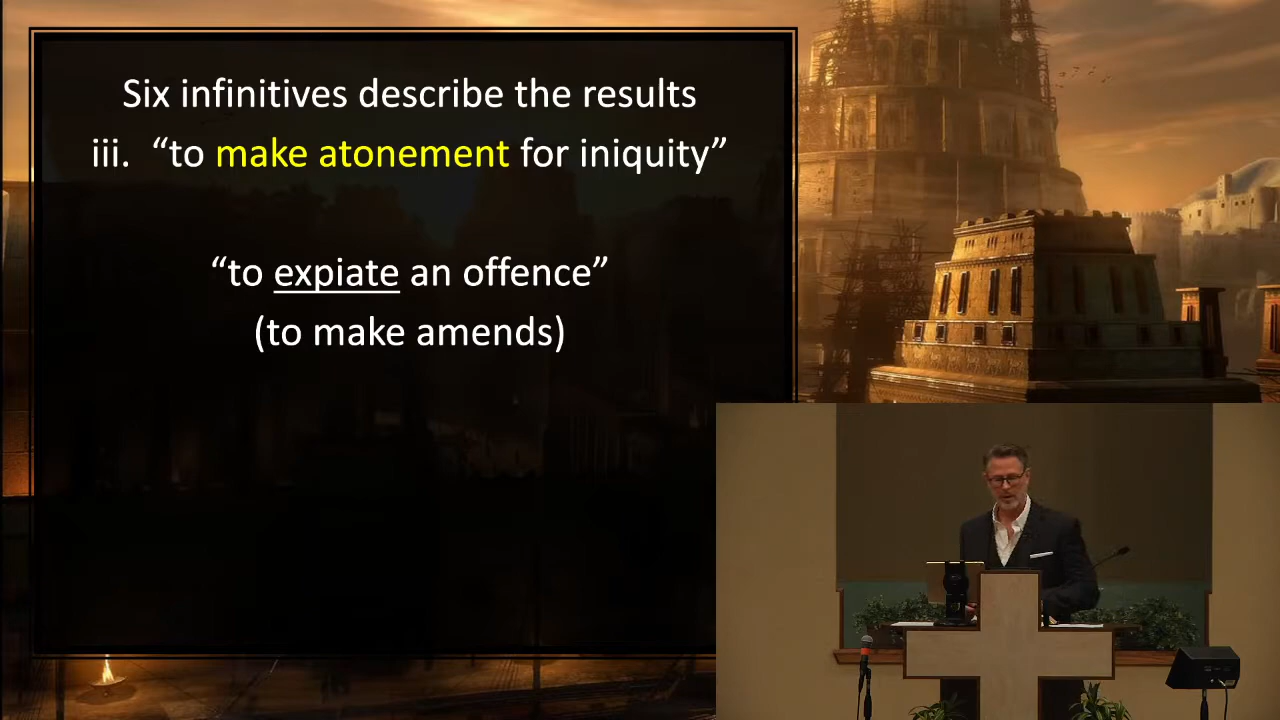 Six infinitives describe the results
iii. “to make atonement for iniquity”
“to expiate an offence”
(to make amends)